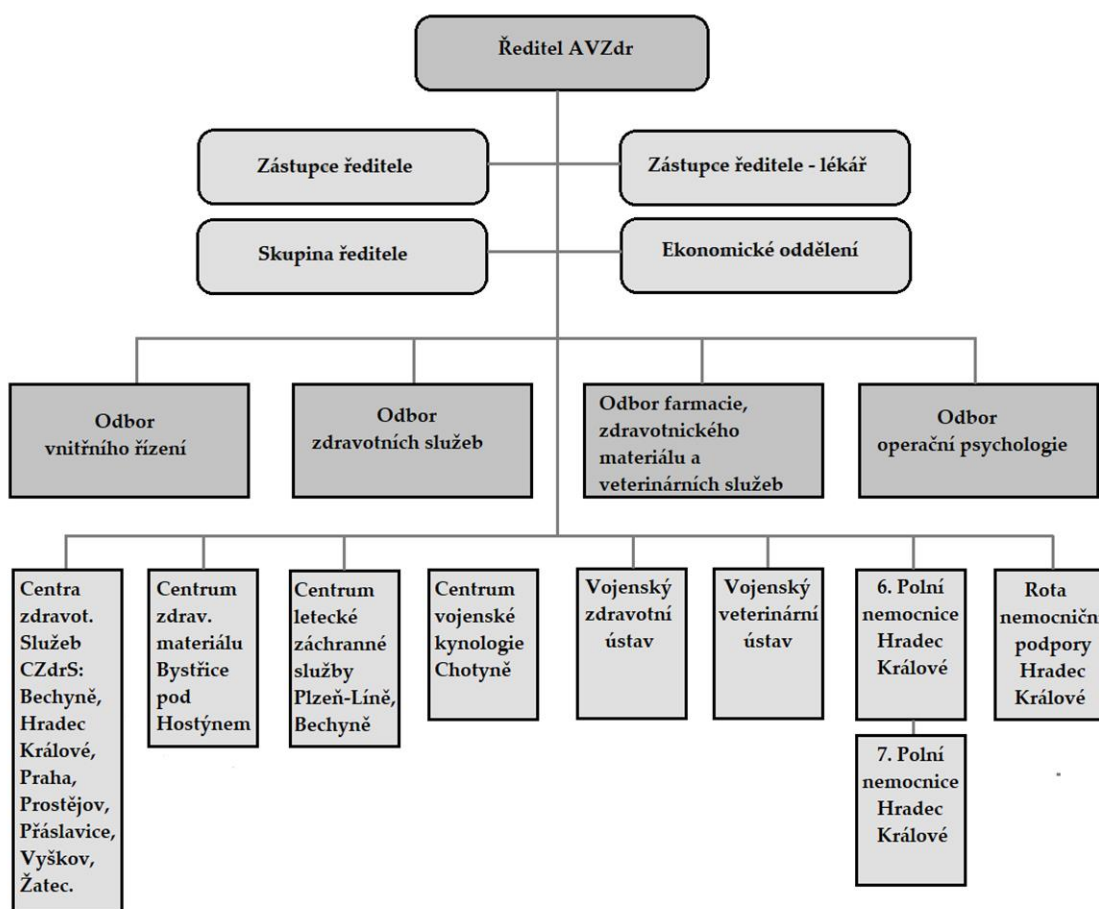 Ředitel AVZdr
Zástupce ředitele
Zástupce ředitele - lékář
Skupina ředitele
Ekonomické oddělení
Odbor
vnitřního řízení
Odbor
zdravotních služeb
Odbor farmacie,
zdravotnického
materiálu a
veterinárních služeb
Odbor
operační psychologie
Centra
zdravot.
Služeb
CZdrS:
Bechyně,
Hradec
Králové,
Praha,
Prostějov,
Přáslavice,
Vyškov,
Žatec.
Centrum
zdrav.
materiálu
Bystřice
pod
Hostýnem
Centrum
letecké
záchranné
služby
Plzeň-Líně,
Bechyně
Centrum
vojenské
kynologie
Chotyně
Vojenský
zdravotní
ústav
Vojenský
veterinární
ústav
6. Polní
nemocnice
Hradec
Králové
7. Polní
nemocnice
Hradec
Králové
Rota
nemocniční
podpory
Hradec
Králové